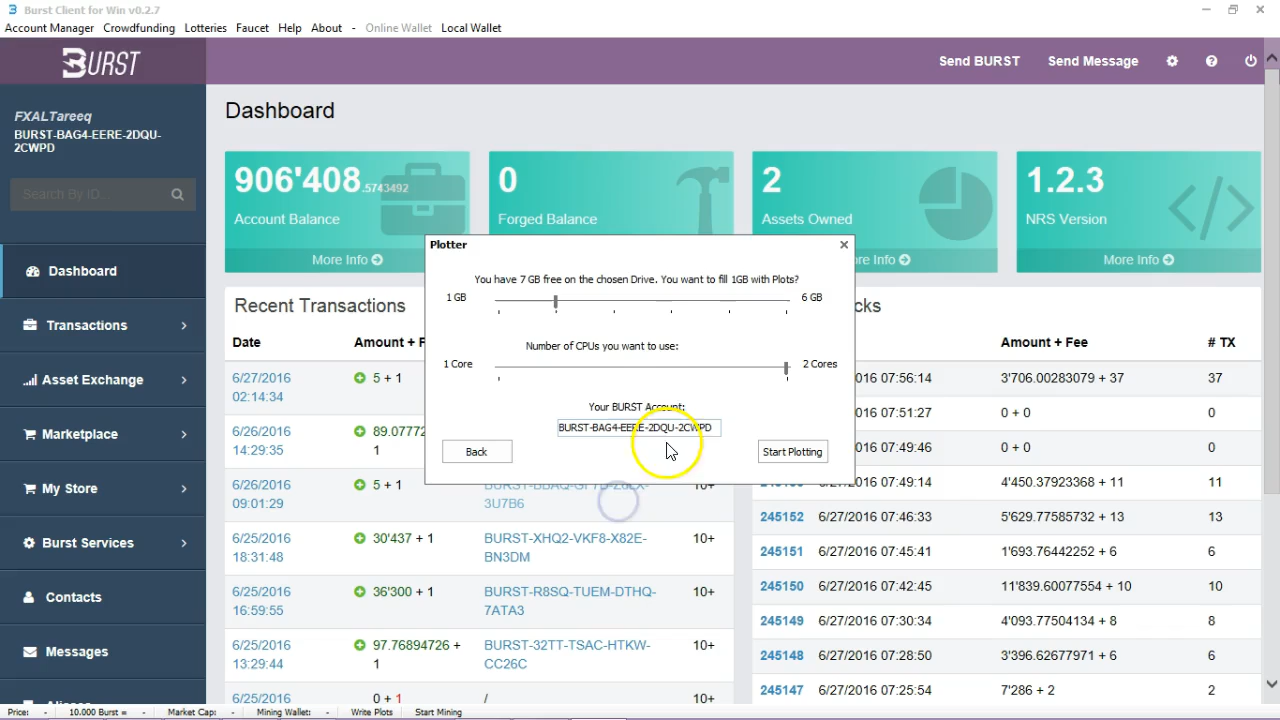 Burst Client for Win v0.2.7
Account Manager Crowdfunding Lotteries Faucet Help About - Online Wallet Local Wallet
BURST
Send BURST Send Message
FXALTareeq
BURST-BAG4-EERE-2DQU-
2CWPD
Search By ID...
Dashboard
Transactions
Asset Exchange
Marketplace
My Store
Burst Services
Contacts
Messages
Dashboard
906'408.5743492
Account Balance
More Info
0
Forged Balance
2
Assets Owned
ore Info
1.2.3
NRS Version
More Info
Plotter
You have 7 GB free on the chosen Drive. You want to fill 1GB with Plots?
1 GB 6 GB
Number of CPUs you want to use:
1 Core 2 Cores
Your BURST Account:
BURST-BAG4-EERE-2DQU-2CWPD
Back Start Plotting
Recent Transactions
Date Amount + F
6/27/2016 5 + 1
02:14:34
6/26/2016 89.07772
14:29:35 1
6/26/2016 5 + 1 10+
09:01:29 3U7B6
6/25/2016 30'437 + 1 BURST-XHQ2-VKF8-X82E- 10+
18:31:48 BN3DM
6/25/2016 36'300 + 1 BURST-R8SQ-TUEM-DTHQ- 10+
16:59:55 7ATA3
6/25/2016 97.76894726 + BURST-32TT-TSAC-HTKW- 10+
13:29:44 1 CC26C
6/25/2016 0 + 1 / 10+
cks
Amount + Fee # TX
6/27/2016 07:56:14 3'706.00283079 + 37 37
6/27/2016 07:51:27 0 + 0 0
6/27/2016 07:49:46 0 + 0 0
6/27/2016 07:49:14 4'450.37923368 + 11 11
245152 6/27/2016 07:46:33 5'629.77585732 + 13 13
245151 6/27/2016 07:45:41 1'693.76442252 + 6 6
245150 6/27/2016 07:42:45 11'839.60077554 + 10 10
245149 6/27/2016 07:30:34 4'093.77504134 + 8 8
245148 6/27/2016 07:28:50 3'396.62677971 + 6 6
245147 6/27/2016 07:25:54 7'286 + 2 2
Price: - 10.000 Burst = - Market Cap: - Mining Wallet: - Write Plots Start Mining